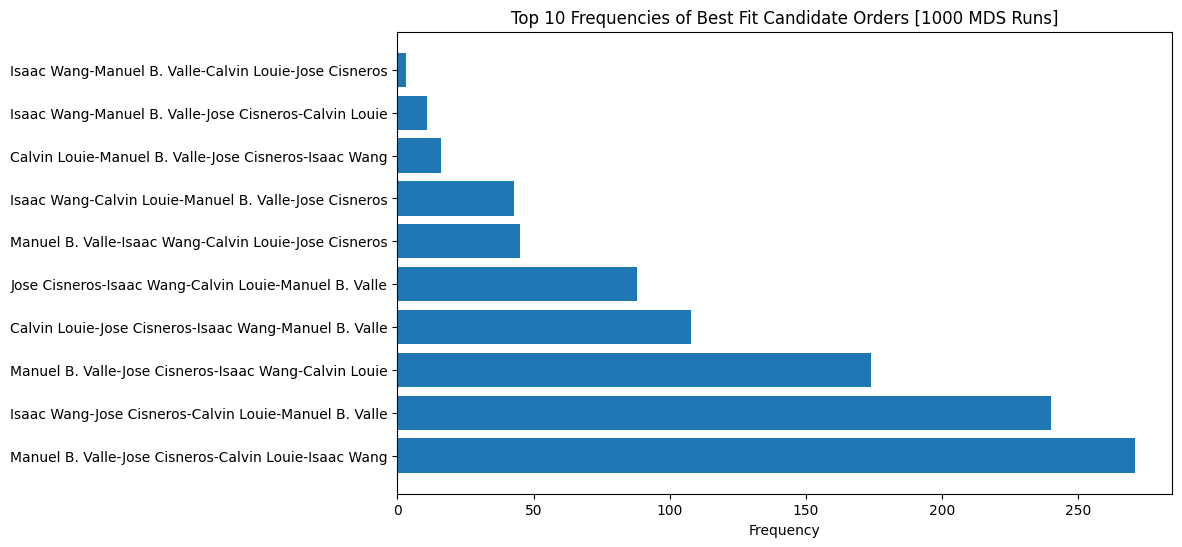 Top 10 Frequencies of Best Fit Candidate Orders [1000 MDS Runs]
Isaac Wang-Manuel B. Valle-Calvin Louie-Jose Cisneros
Isaac Wang-Manuel B. Valle-Jose Cisneros-Calvin Louie
Calvin Louie-Manuel B. Valle-Jose Cisneros-Isaac Wang
Isaac Wang-Calvin Louie-Manuel B. Valle-Jose Cisneros
Manuel B. Valle-Isaac Wang-Calvin Louie-Jose Cisneros
Jose Cisneros-Isaac Wang-Calvin Louie-Manuel B. Valle
Calvin Louie-Jose Cisneros-Isaac Wang-Manuel B. Valle
Manuel B. Valle-Jose Cisneros-Isaac Wang-Calvin Louie
Isaac Wang-Jose Cisneros-Calvin Louie-Manuel B. Valle
Manuel B. Valle-Jose Cisneros-Calvin Louie-Isaac Wang
0 50 100 150 200 250
Frequency